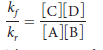 k_f / k_r = [C][D] / [A][B]